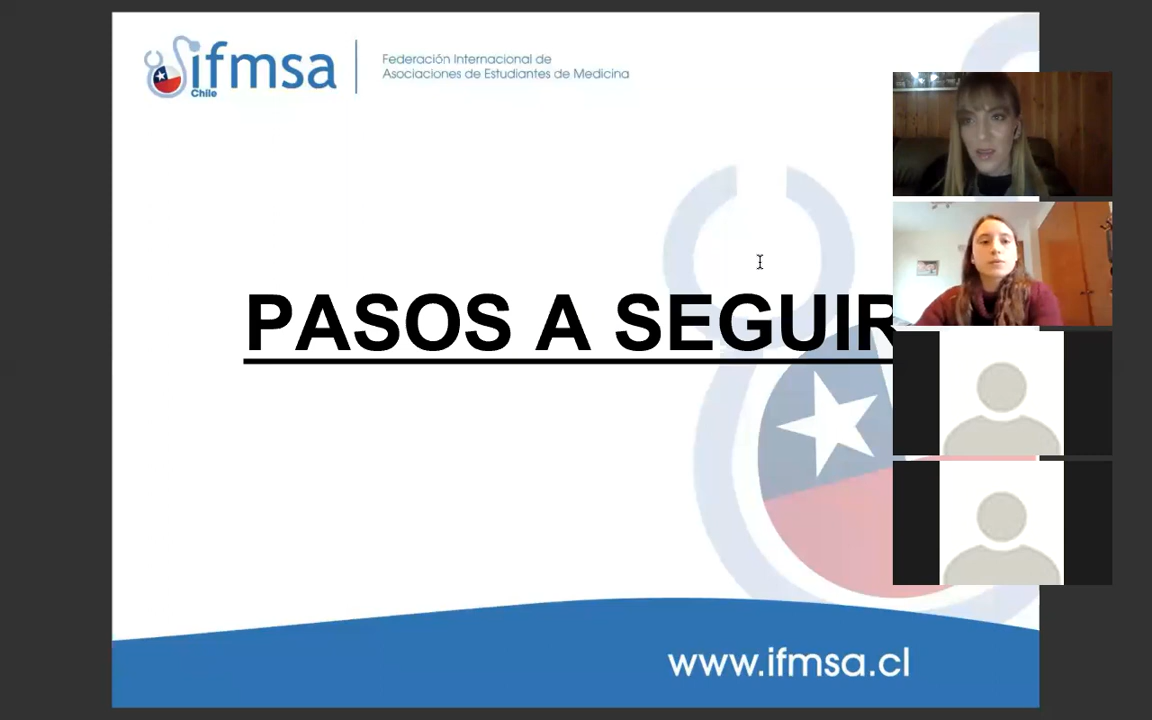 ifmsa
Chile
Federación Internacional de
Asociaciones de Estudiantes de Medicina
PASOS A SEGUIR
www.ifmsa.cl